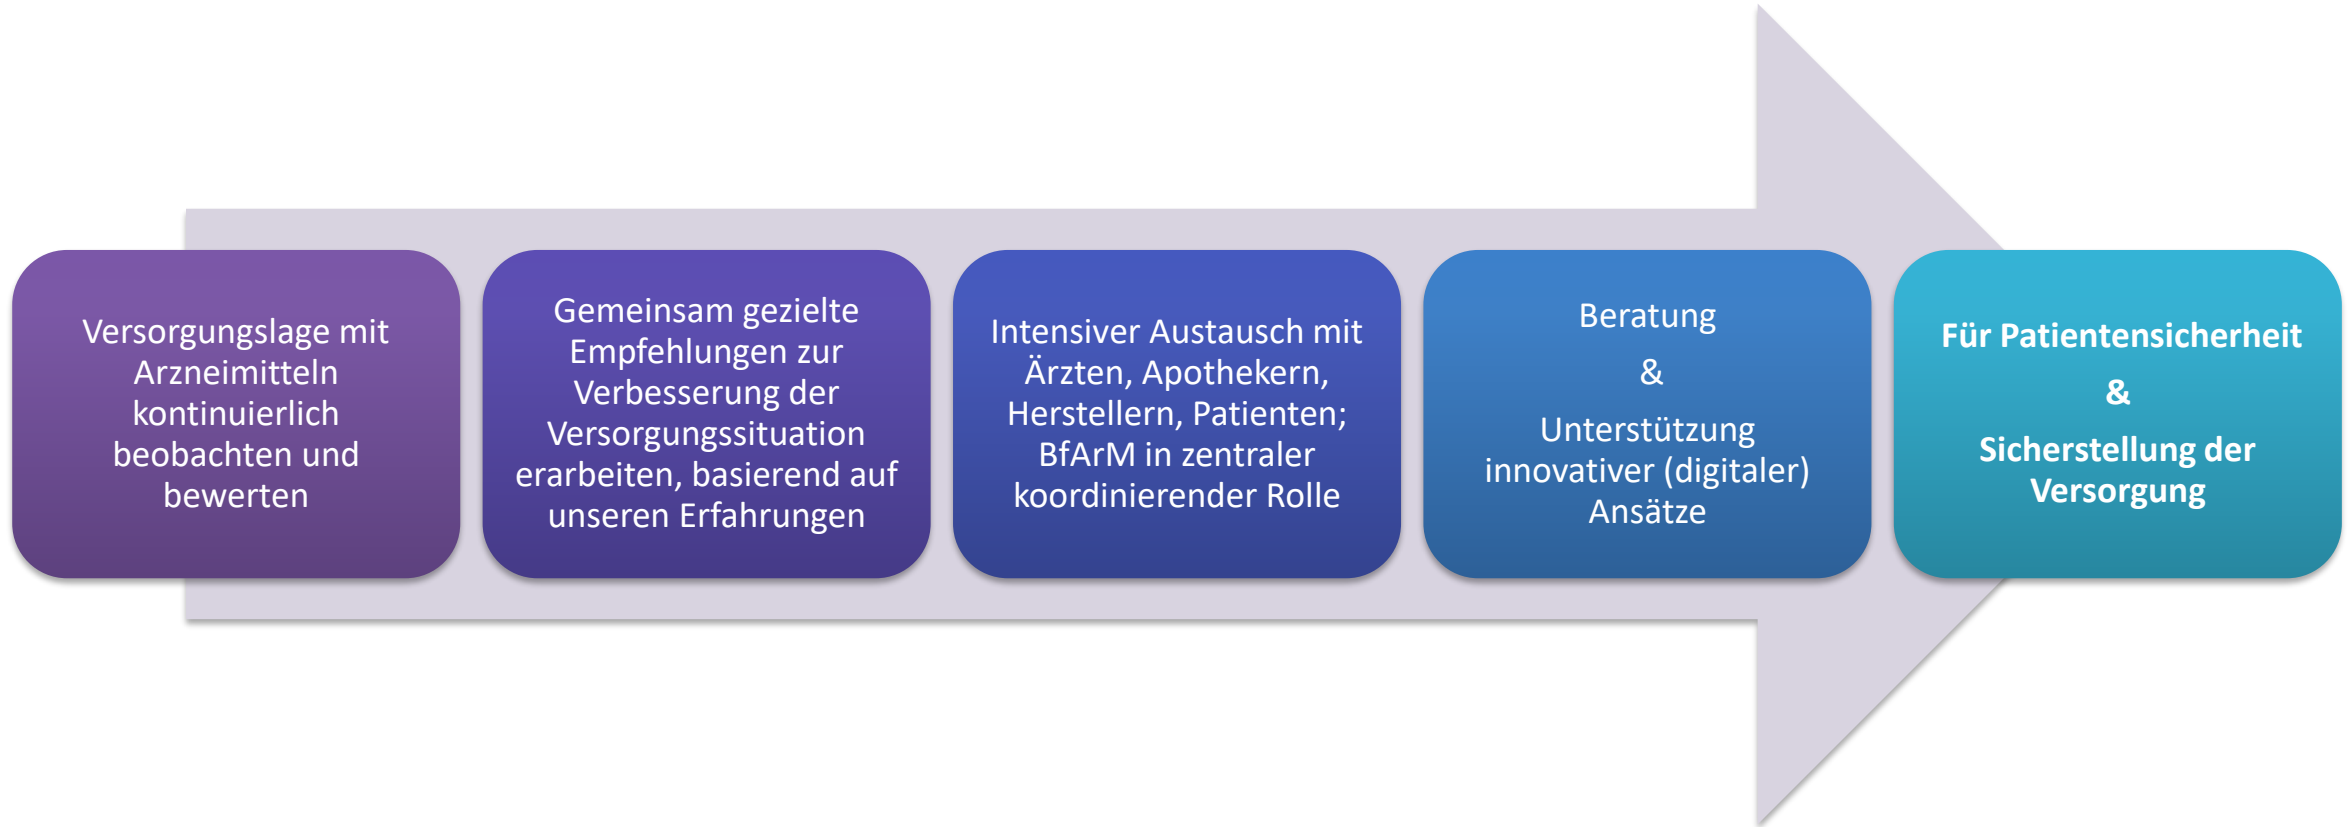 Versorgungslage mit
Arzneimitteln
kontinuierlich
beobachten und
bewerten
Gemeinsam gezielte
Empfehlungen zur
Verbesserung der
Versorgungssituation
erarbeiten, basierend auf
unseren Erfahrungen
Intensiver Austausch mit
Ärzten, Apothekern,
Herstellern, Patienten;
BfArM in zentraler
koordinierender Rolle
Beratung
&
Unterstützung
innovativer (digitaler)
Ansätze
Für Patientensicherheit
&
Sicherstellung der
Versorgung